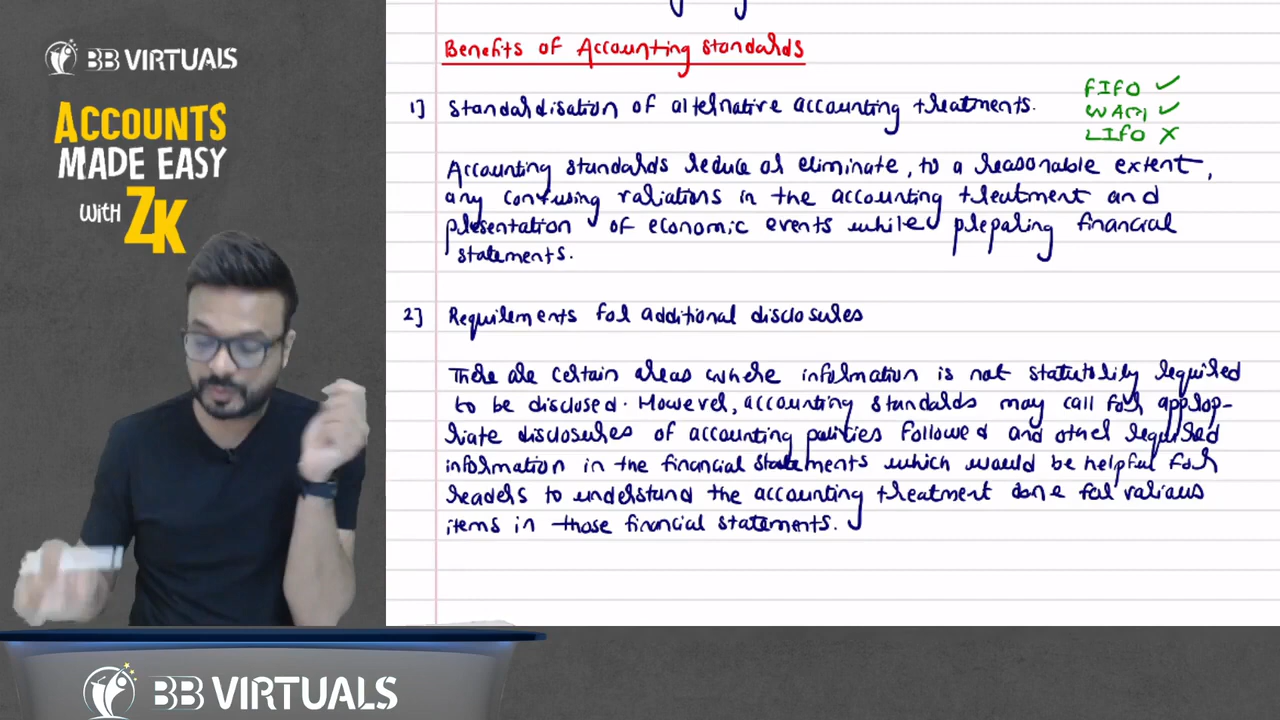 BB VIRTUALS
ACCOUNTS
MADE EASY
WITH ZK
Benefits of Accounting Standards
1] Standardisation of alternative accounting treatments.
FIFO ✓
WAM ✓
LIFO X
Accounting standards reduce or eliminate, to a reasonable extent,
any confusing variations in the accounting treatment and
presentation of economic events while preparing financial
statements.
2] Requirements for additional disclosures
There are certain areas where information is not statutorily required
to be disclosed. However, accounting standards may call for approp-
riate disclosures of accounting policies followed and other required
information in the financial statements which would be helpful for
readers to understand the accounting treatment done for various
items in those financial statements.
BB VIRTUALS